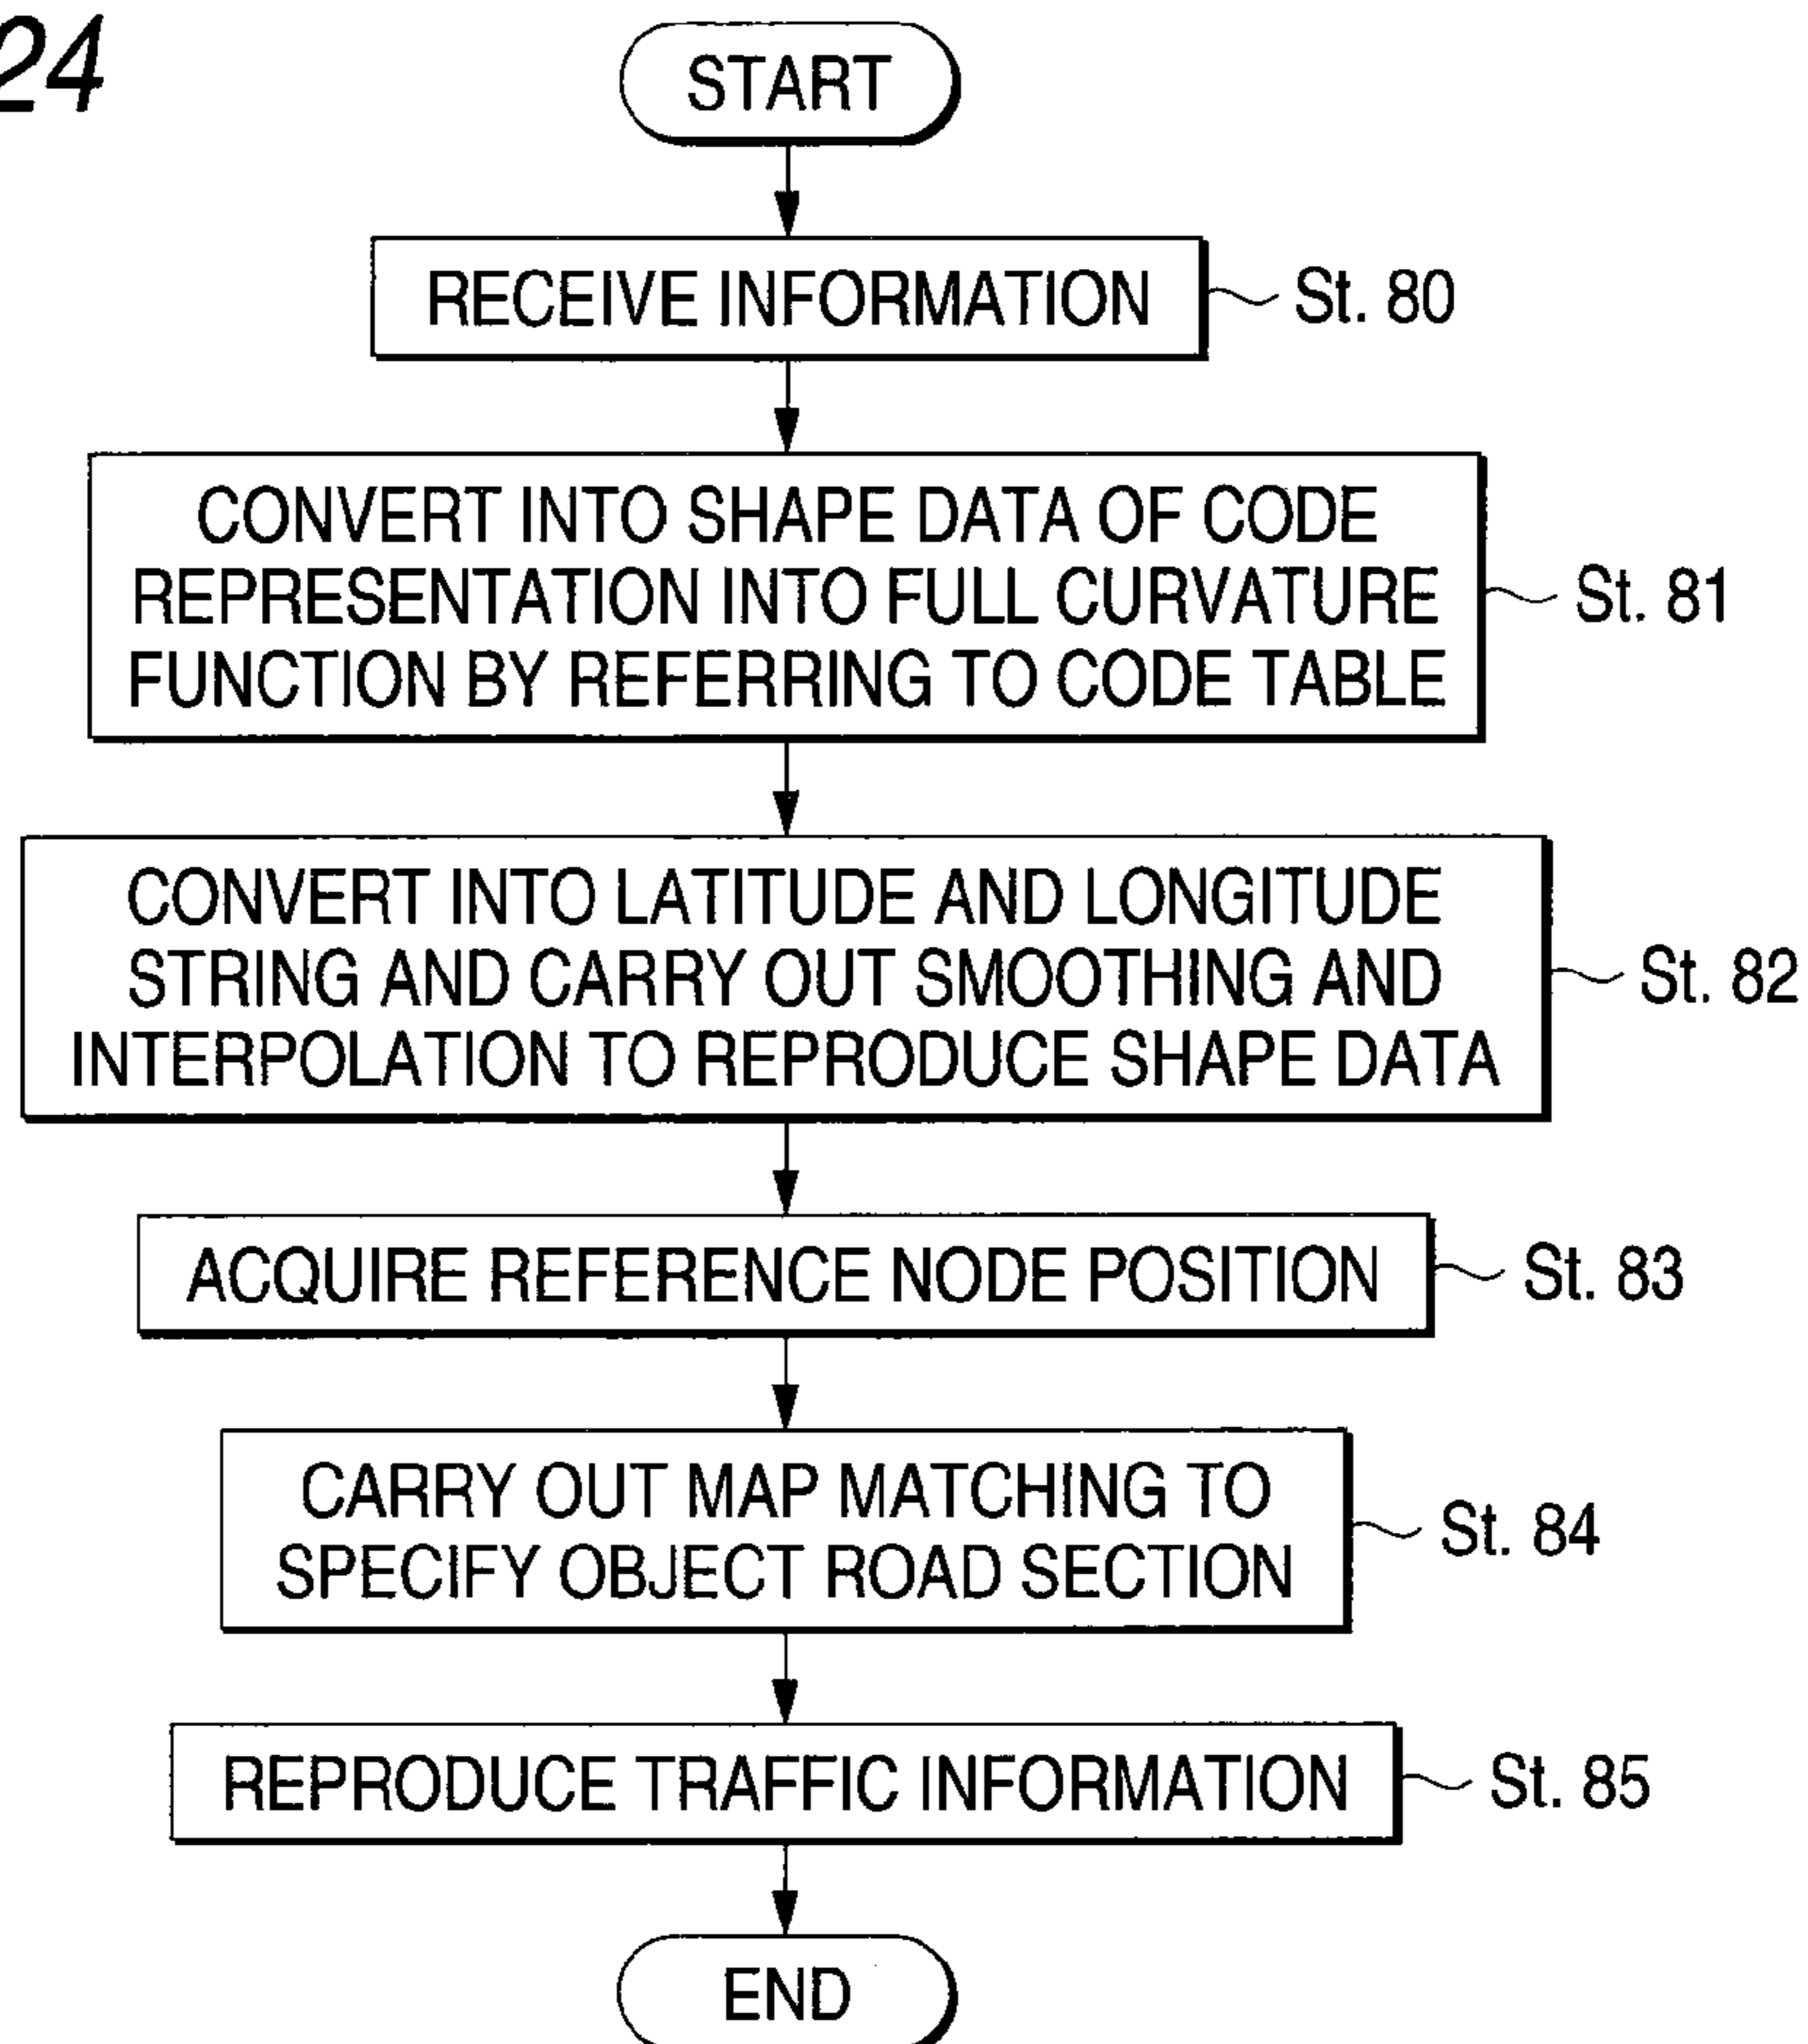 24
START
RECEIVE INFORMATION
St. 80
CONVERT INTO SHAPE DATA OF CODE
REPRESENTATION INTO FULL CURVATURE
FUNCTION BY REFERRING TO CODE TABLE
St. 81
CONVERT INTO LATITUDE AND LONGITUDE
STRING AND CARRY OUT SMOOTHING AND
INTERPOLATION TO REPRODUCE SHAPE DATA
St. 82
ACQUIRE REFERENCE NODE POSITION
St. 83
CARRY OUT MAP MATCHING TO
SPECIFY OBJECT ROAD SECTION
St. 84
REPRODUCE TRAFFIC INFORMATION
St. 85
END